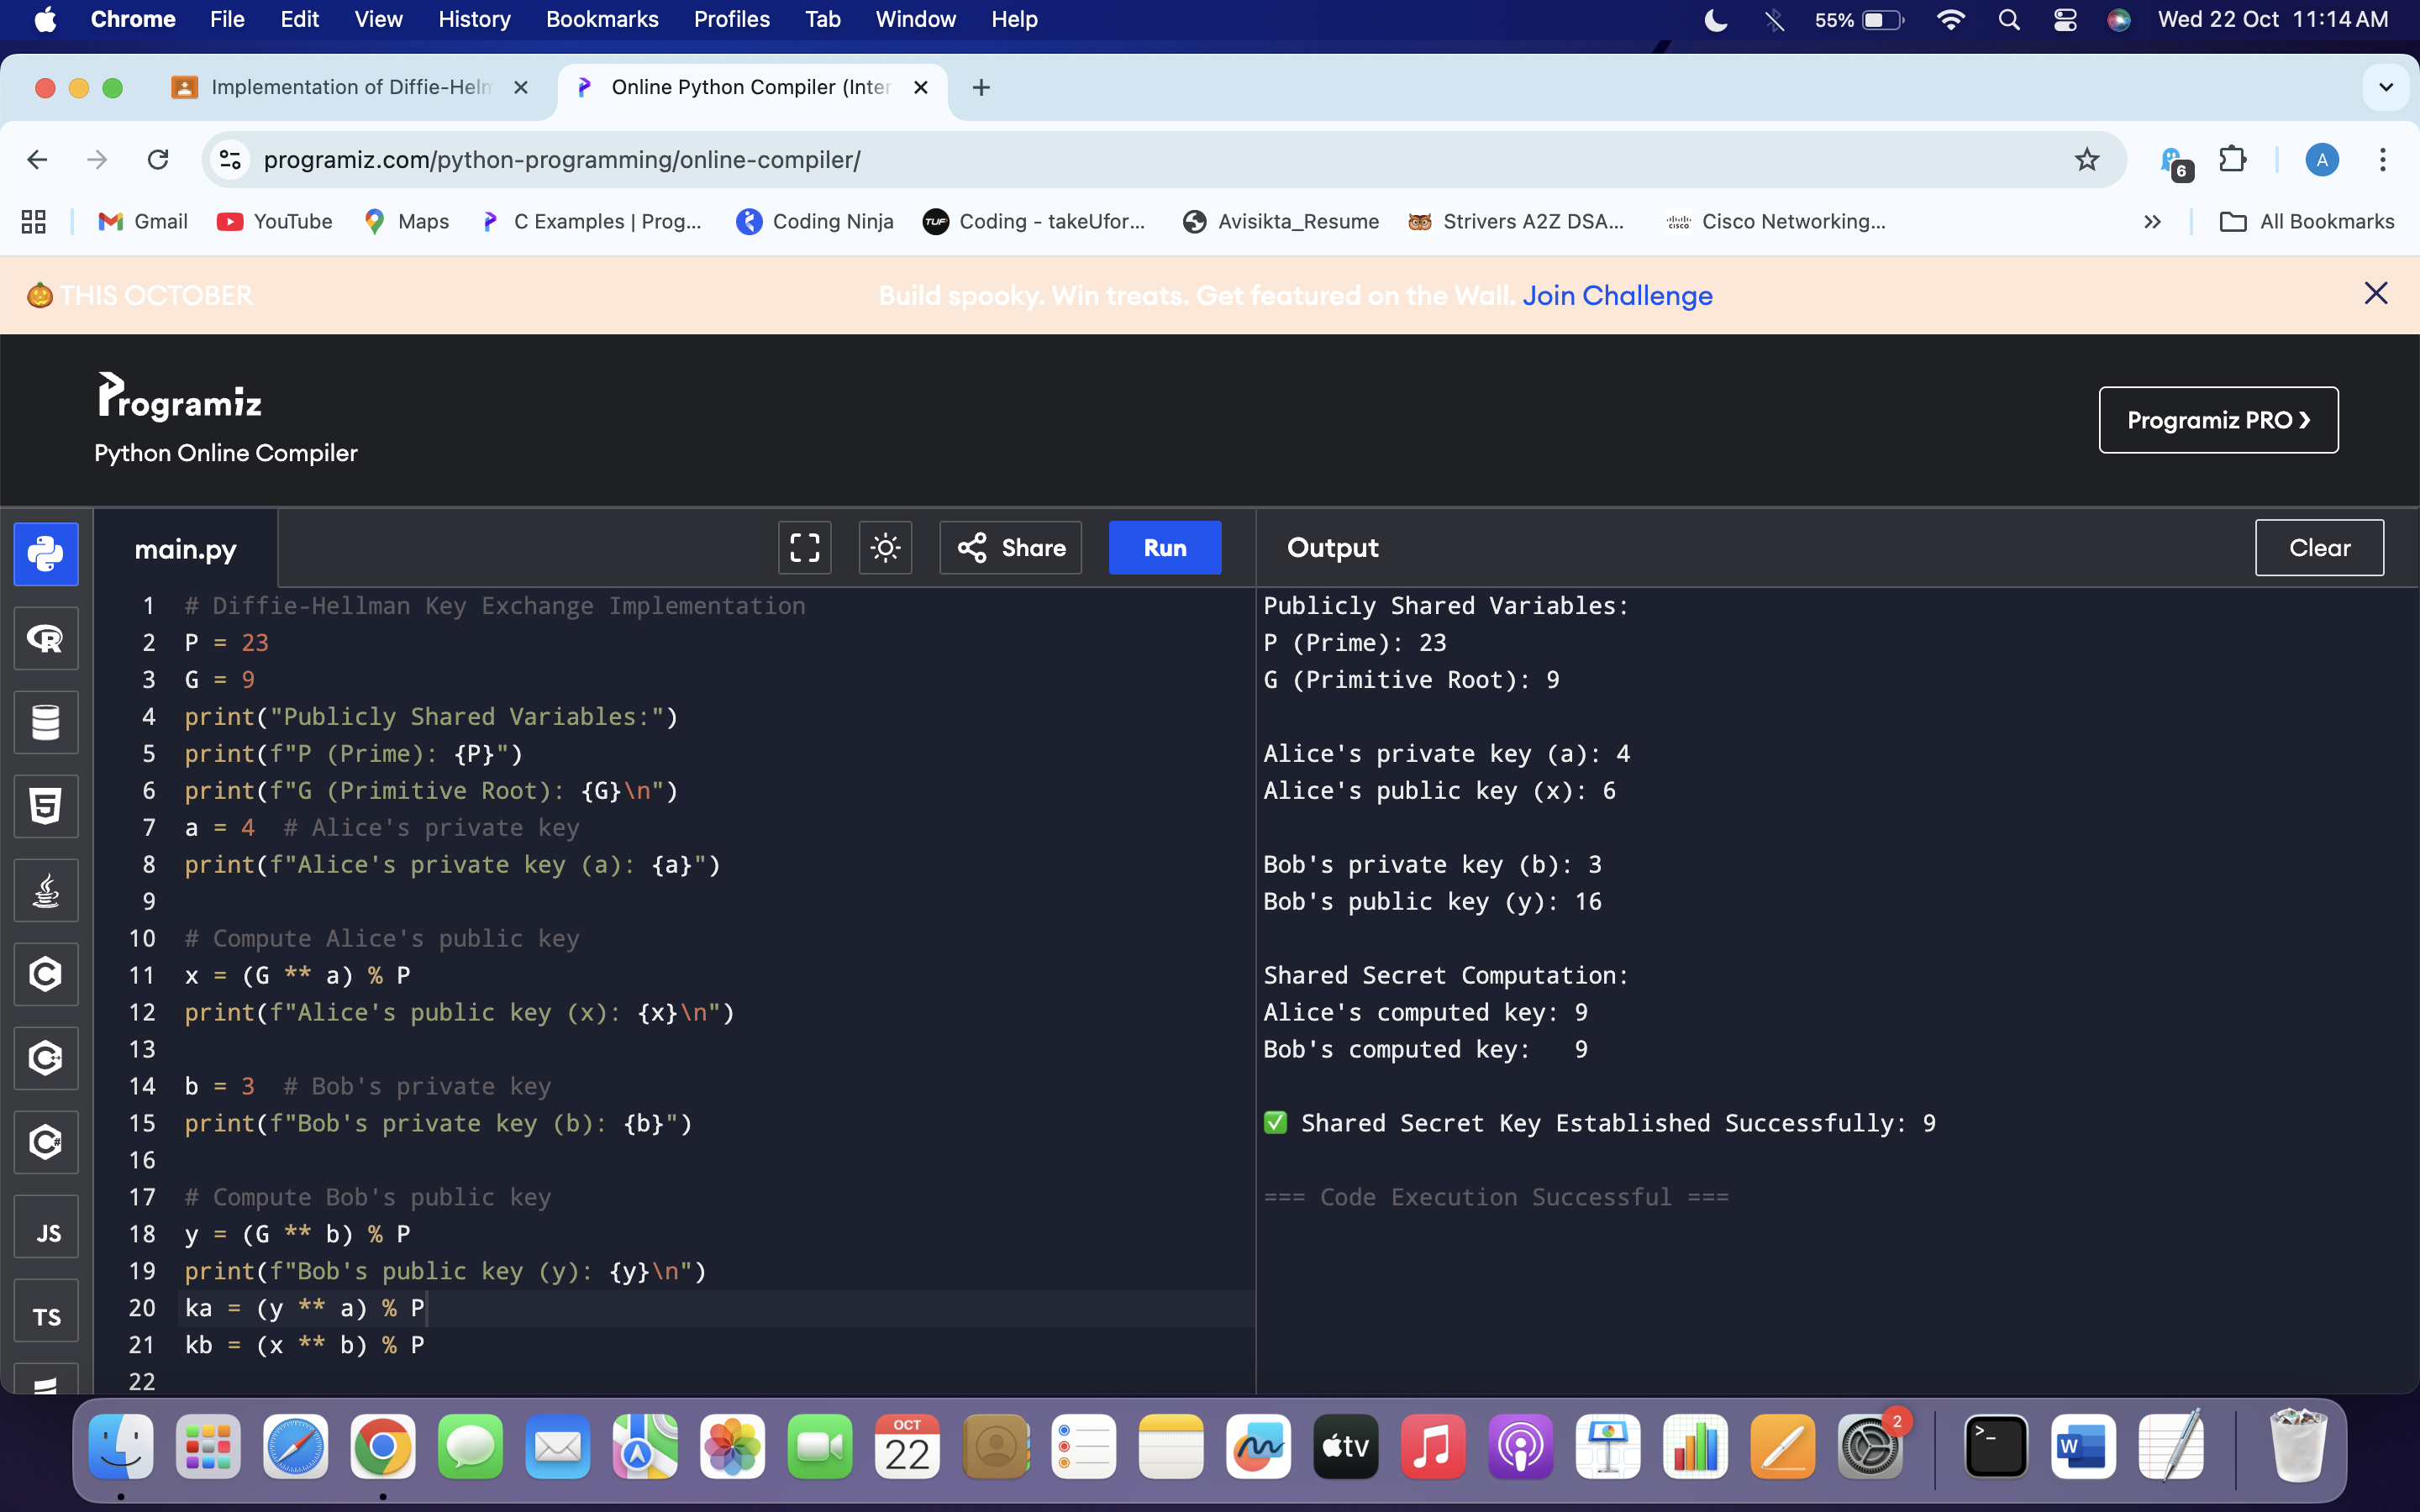 Chrome File Edit View History Bookmarks Profiles Tab Window Help 55% Wed 22 Oct 11:14 AM
Implementation of Diffie-Helm Online Python Compiler (Inter
programiz.com/python-programming/online-compiler/ 6 A
Gmail YouTube Maps C Examples | Prog... Coding Ninja TUF Coding - takeUfor... Avisikta_Resume Strivers A2Z DSA... CISCO Cisco Networking... » All Bookmarks
🎃 THIS OCTOBER Build spooky. Win treats. Get featured on the Wall. Join Challenge
Programiz
Python Online Compiler
Programiz PRO ❯
main.py Share Run
1 # Diffie-Hellman Key Exchange Implementation
2 P = 23
3 G = 9
4 print("Publicly Shared Variables:")
5 print(f"P (Prime): {P}")
6 print(f"G (Primitive Root): {G}\n")
7 a = 4  # Alice's private key
8 print(f"Alice's private key (a): {a}")
9
10 # Compute Alice's public key
11 x = (G ** a) % P
12 print(f"Alice's public key (x): {x}\n")
13
14 b = 3  # Bob's private key
15 print(f"Bob's private key (b): {b}")
16
17 # Compute Bob's public key
18 y = (G ** b) % P
19 print(f"Bob's public key (y): {y}\n")
20 ka = (y ** a) % P
21 kb = (x ** b) % P
22
Output Clear
Publicly Shared Variables:
P (Prime): 23
G (Primitive Root): 9
Alice's private key (a): 4
Alice's public key (x): 6
Bob's private key (b): 3
Bob's public key (y): 16
Shared Secret Computation:
Alice's computed key: 9
Bob's computed key:   9
✅ Shared Secret Key Established Successfully: 9
=== Code Execution Successful ===
R
5
C
C++
C#
JS
TS
OCT
22
tv
2
>_
W